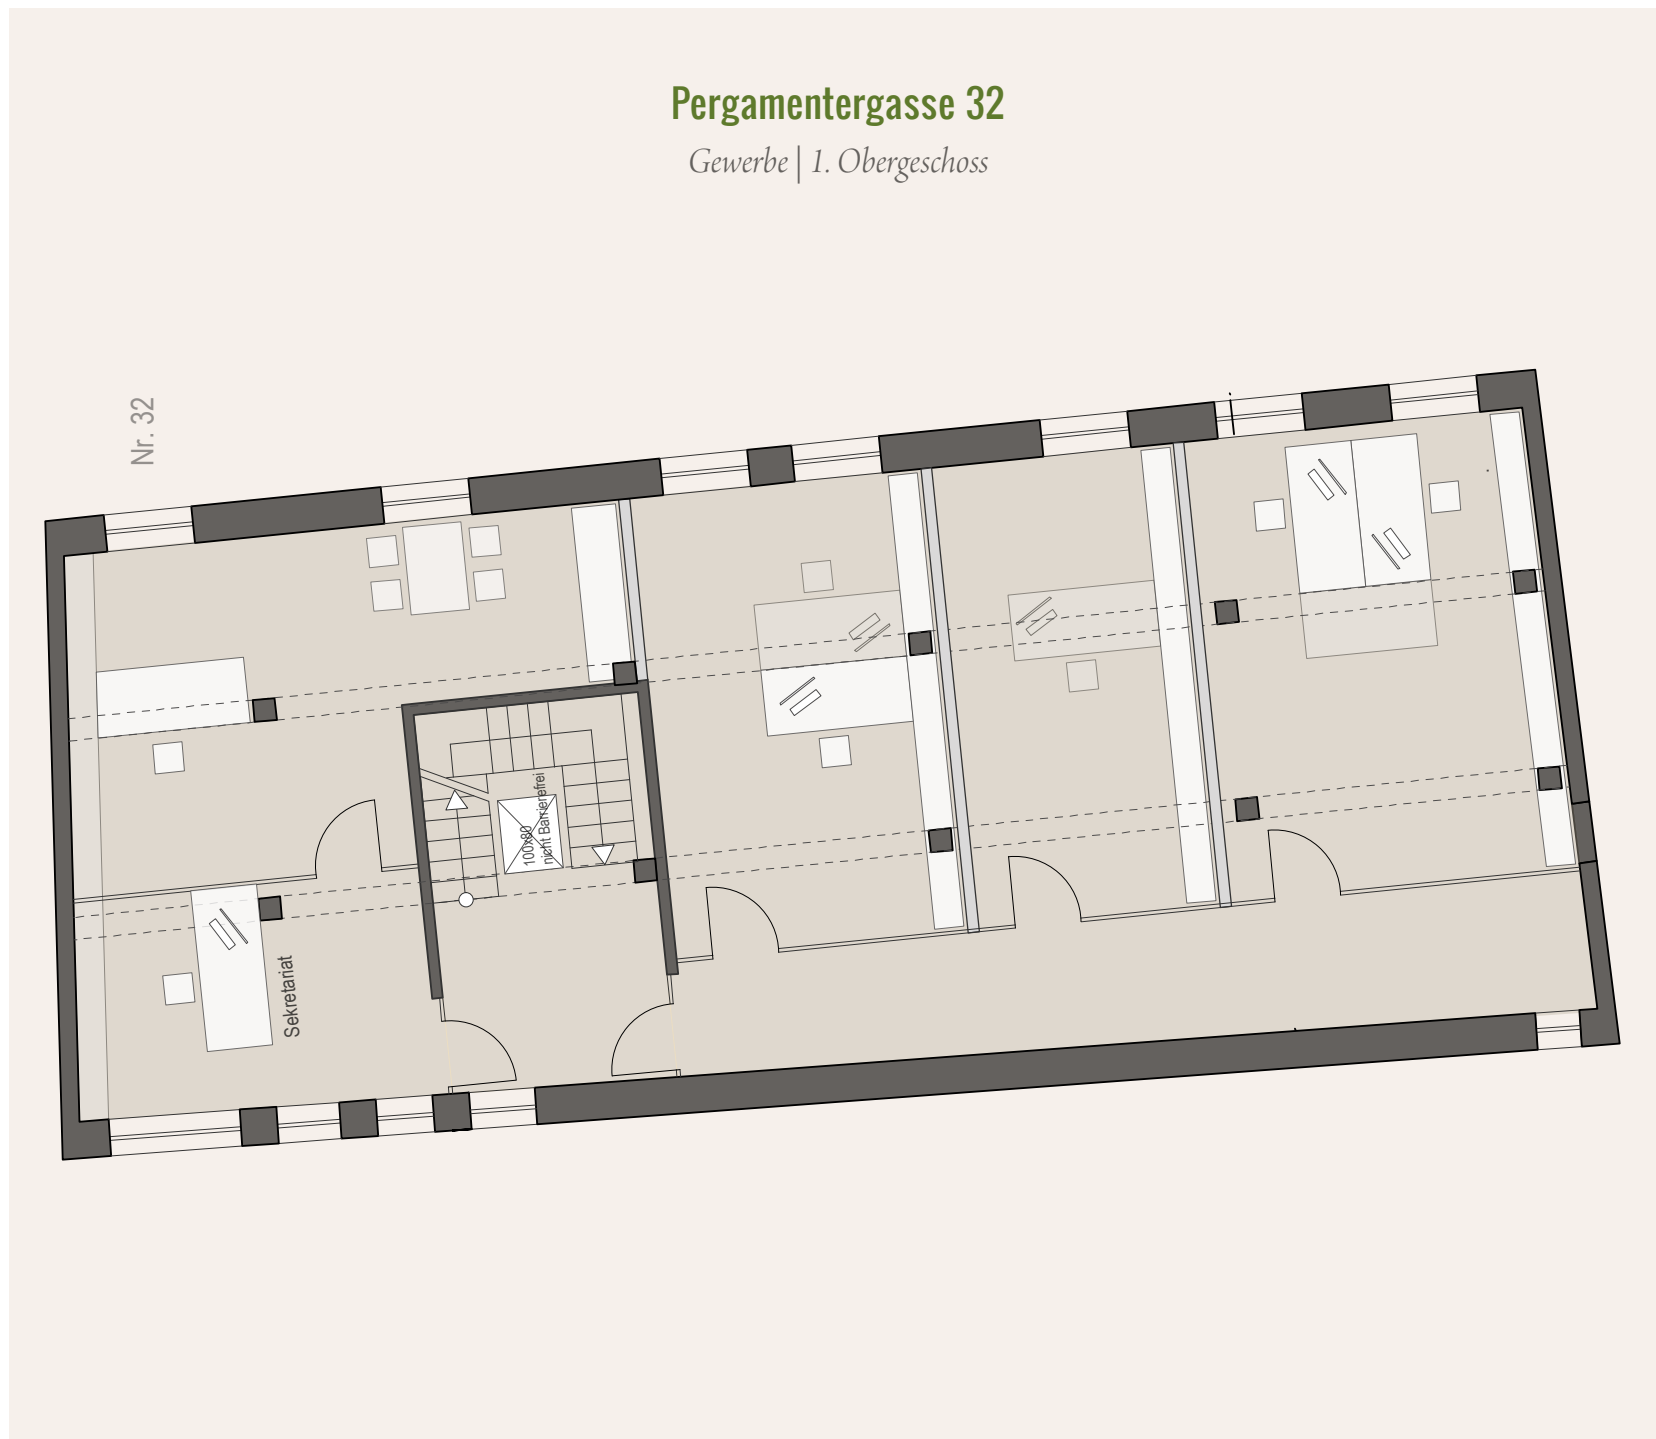 Pergamentergasse 32
Gewerbe | 1. Obergeschoss
Nr. 32
100x80
nicht Barrierefrei
Sekretariat